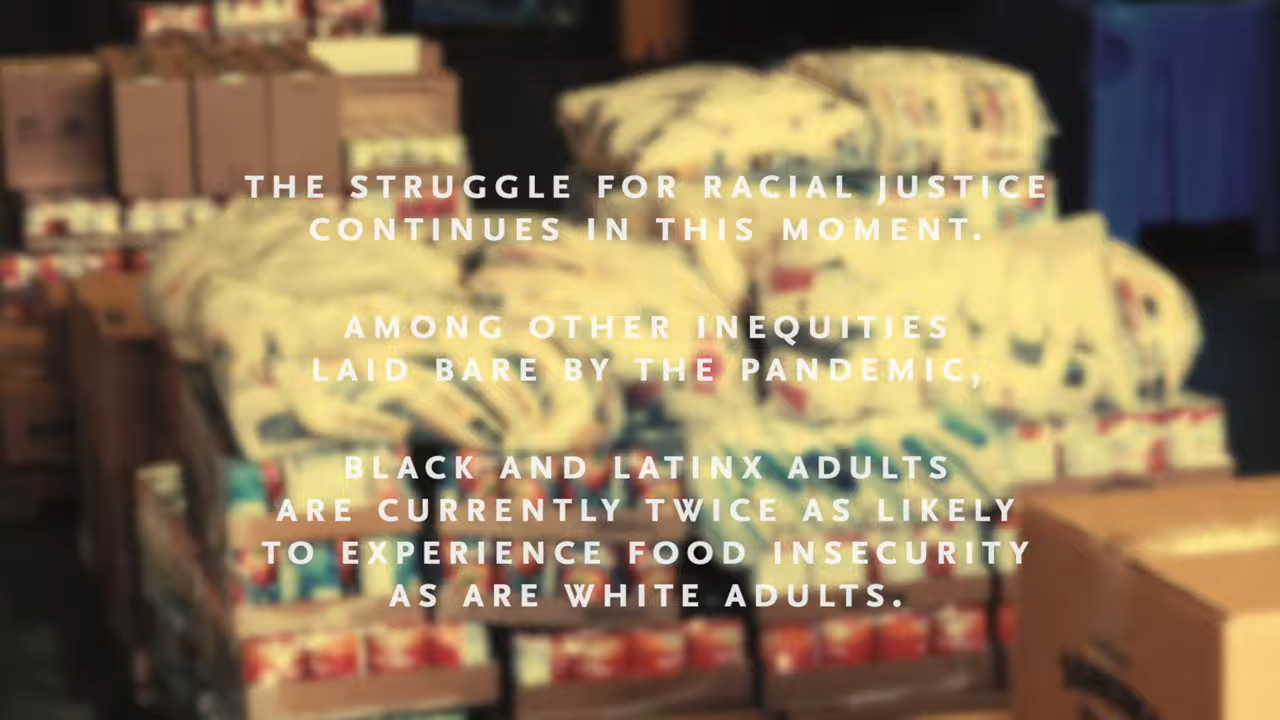 THE STRUGGLE FOR RACIAL JUSTICE
CONTINUES IN THIS MOMENT.
AMONG OTHER INEQUITIES
LAID BARE BY THE PANDEMIC,
BLACK AND LATINX ADULTS
ARE CURRENTLY TWICE AS LIKELY
TO EXPERIENCE FOOD INSECURITY
AS ARE WHITE ADULTS.